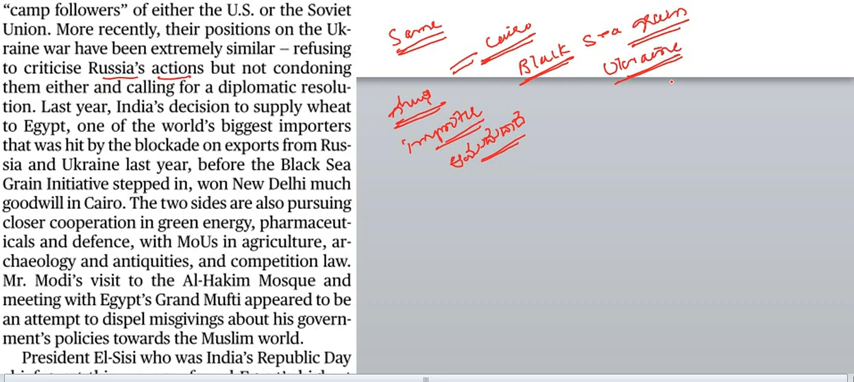 “camp followers” of either the U.S. or the Soviet
Union. More recently, their positions on the Uk-
raine war have been extremely similar – refusing
to criticise Russia’s actions but not condoning
them either and calling for a diplomatic resolu-
tion. Last year, India’s decision to supply wheat
to Egypt, one of the world’s biggest importers
that was hit by the blockade on exports from Rus-
sia and Ukraine last year, before the Black Sea
Grain Initiative stepped in, won New Delhi much
goodwill in Cairo. The two sides are also pursuing
closer cooperation in green energy, pharmaceut-
icals and defence, with MoUs in agriculture, ar-
chaeology and antiquities, and competition law.
Mr. Modi’s visit to the Al-Hakim Mosque and
meeting with Egypt’s Grand Mufti appeared to be
an attempt to dispel misgivings about his govern-
ment’s policies towards the Muslim world.
President El-Sisi who was India’s Republic Day
Same
= Cairo
Black Sea grain
Ukraine
ಆಮದುದಾರ